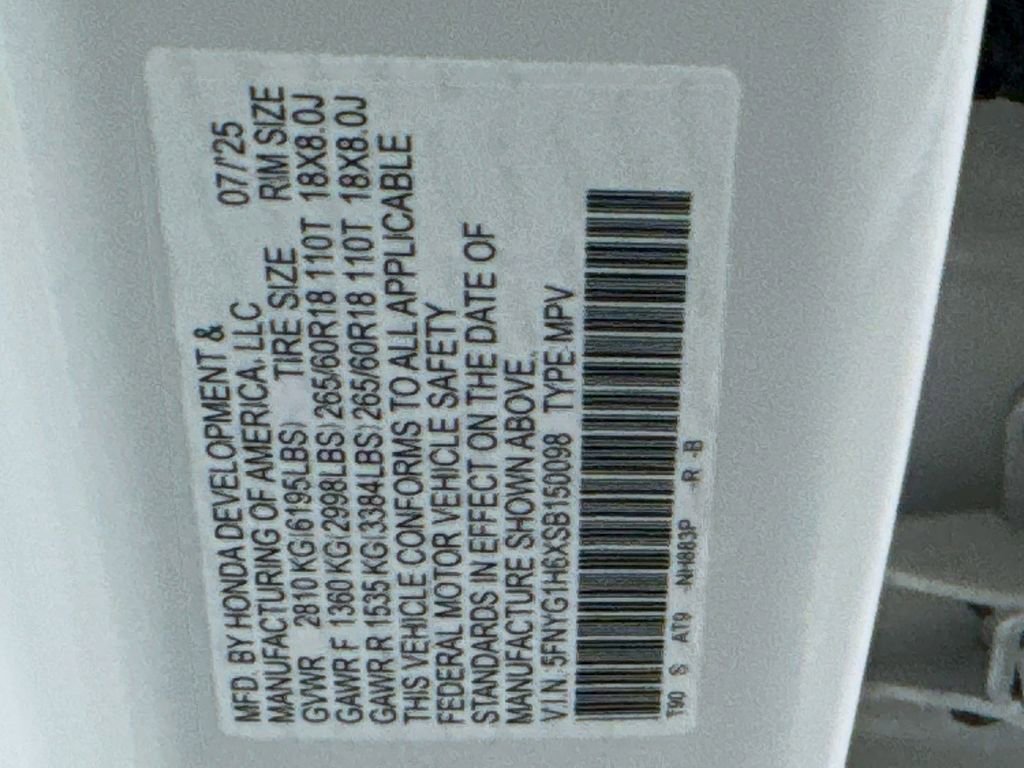 MFD. BY HONDA DEVELOPMENT & 07/'25
MANUFACTURING OF AMERICA, LLC
GVWR 2810 KG(6195LBS) TIRE SIZE RIM SIZE
GAWR F 1360 KG(2998LBS) 265/60R18 110T 18X8.0J
GAWR R 1535 KG(3384LBS) 265/60R18 110T 18X8.0J
THIS VEHICLE CONFORMS TO ALL APPLICABLE
FEDERAL MOTOR VEHICLE SAFETY
STANDARDS IN EFFECT ON THE DATE OF
MANUFACTURE SHOWN ABOVE.
V.I.N.:5FNYG1H6XSB150098 TYPE:MPV
T90 S AT9 -NH883P -R -B